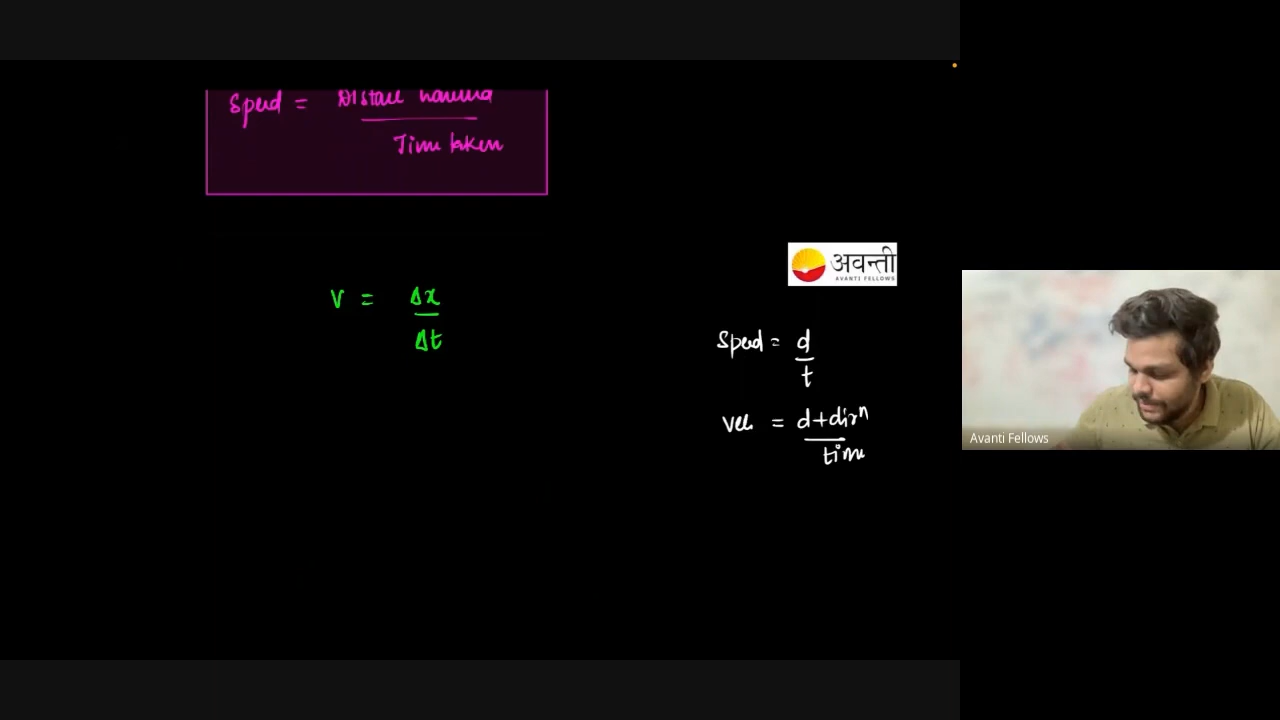 Speed = Distance travelled
Time taken
v = Δx
Δt
अवन्ती
AVANTI FELLOWS
Speed = d
t
Vel = d+dirⁿ
time
Avanti Fellows